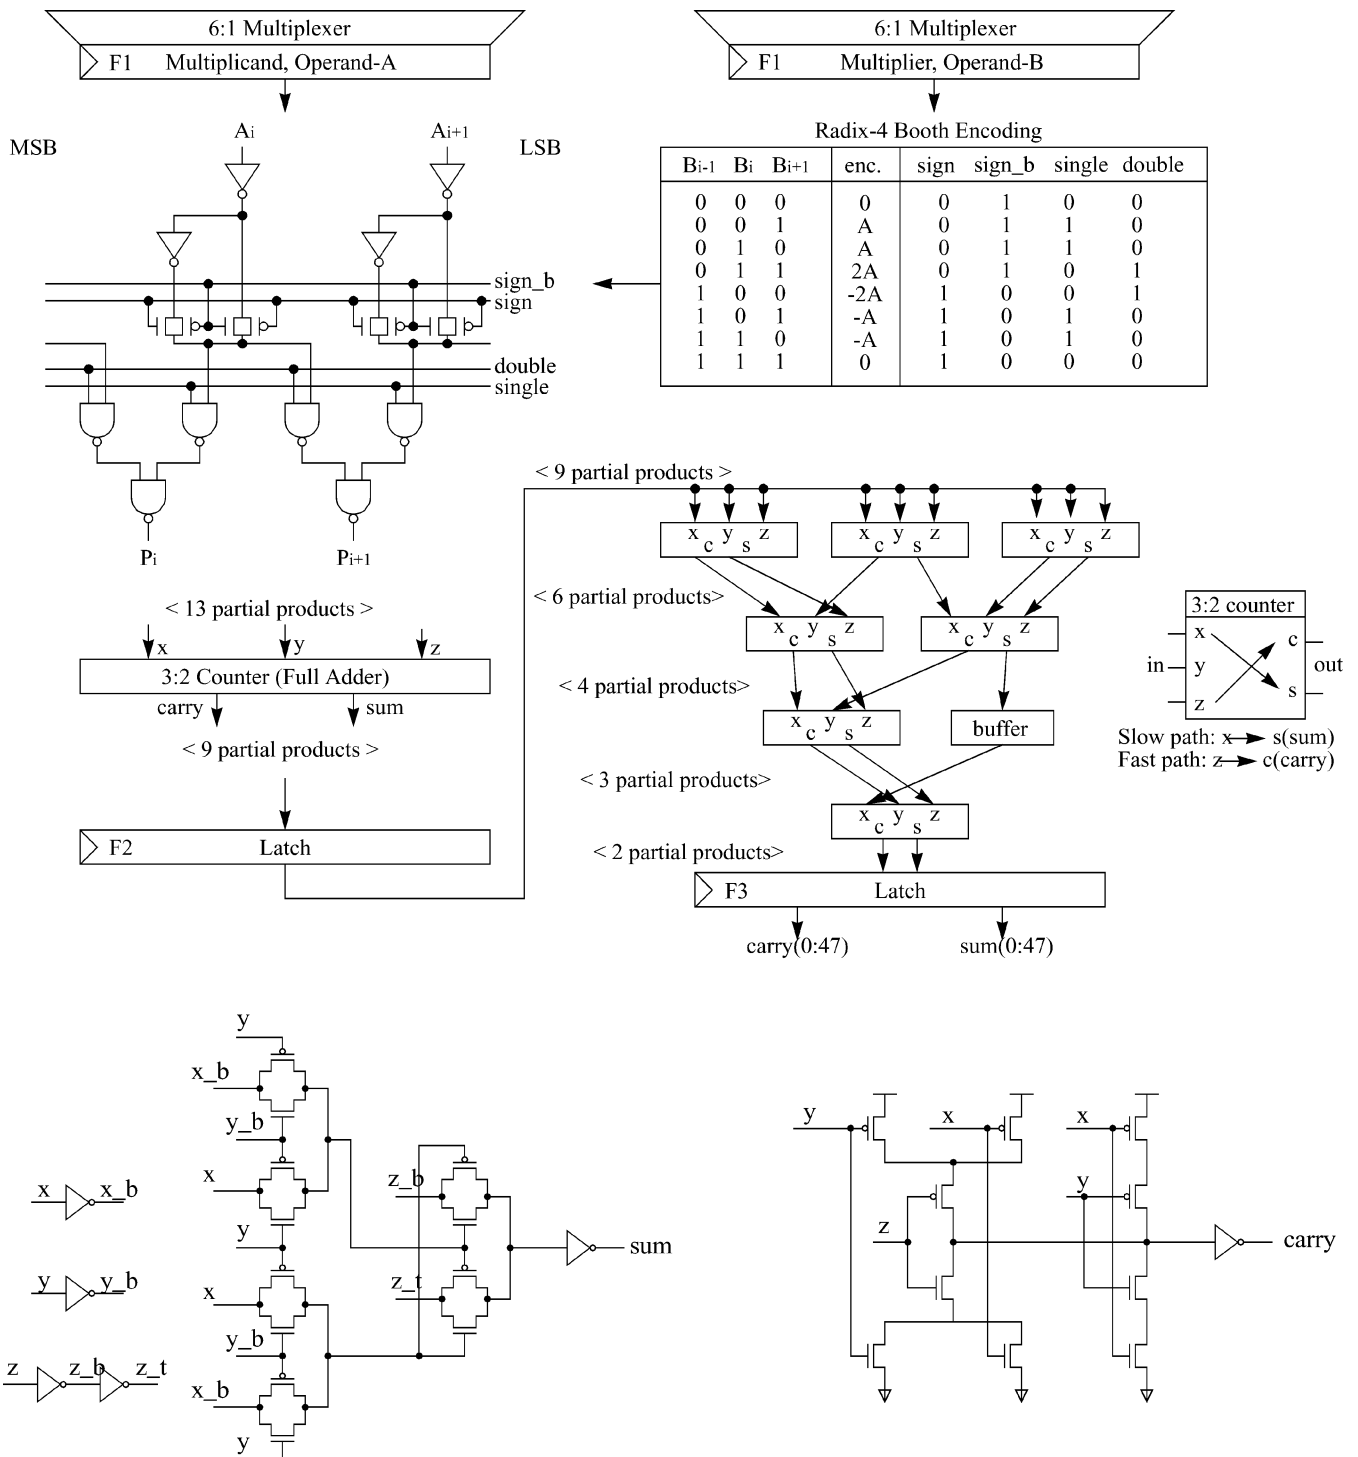 6:1 Multiplexer
F1 Multiplicand, Operand-A
6:1 Multiplexer
F1 Multiplier, Operand-B
MSB
Ai
Ai+1
LSB
sign_b
sign
double
single
Pi
Pi+1
Radix-4 Booth Encoding
Bi-1 Bi Bi+1 enc. sign sign_b single double
0 0 0 0 0 1 0 0
0 0 1 A 0 1 1 0
0 1 0 A 0 1 1 0
0 1 1 2A 0 1 0 1
1 0 0 -2A 1 0 0 1
1 0 1 -A 1 0 1 0
1 1 0 -A 1 0 1 0
1 1 1 0 1 0 0 0
< 13 partial products >
x y z
3:2 Counter (Full Adder)
carry sum
< 9 partial products >
F2 Latch
< 9 partial products >
x y z
c s
x y z
c s
x y z
c s
< 6 partial products>
x y z
c s
x y z
c s
< 4 partial products>
x y z
c s
buffer
< 3 partial products>
x y z
c s
< 2 partial products>
F3 Latch
carry(0:47) sum(0:47)
3:2 counter
x c
in y out
z s
Slow path: x s(sum)
Fast path: z c(carry)
x x_b
y y_b
z z_b z_t
y
x_b
y_b
x
y
x
y_b
x_b
y
z_b
z_t
sum
y x x
y
z
carry